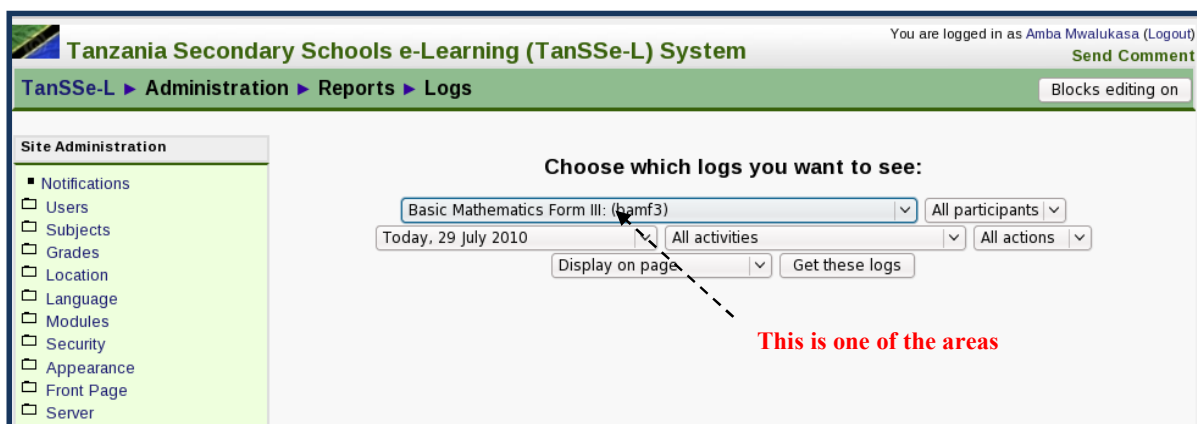 You are logged in as Amba Mwalukasa (Logout)
Tanzania Secondary Schools e-Learning (TanSSe-L) System
Send Comment
TanSSe-L ► Administration ► Reports ► Logs
Blocks editing on
Site Administration
Notifications
Users
Subjects
Grades
Location
Language
Modules
Security
Appearance
Front Page
Server
Choose which logs you want to see:
Basic Mathematics Form III: (bamf3) All participants
Today, 29 July 2010 All activities All actions
Display on page Get these logs
This is one of the areas